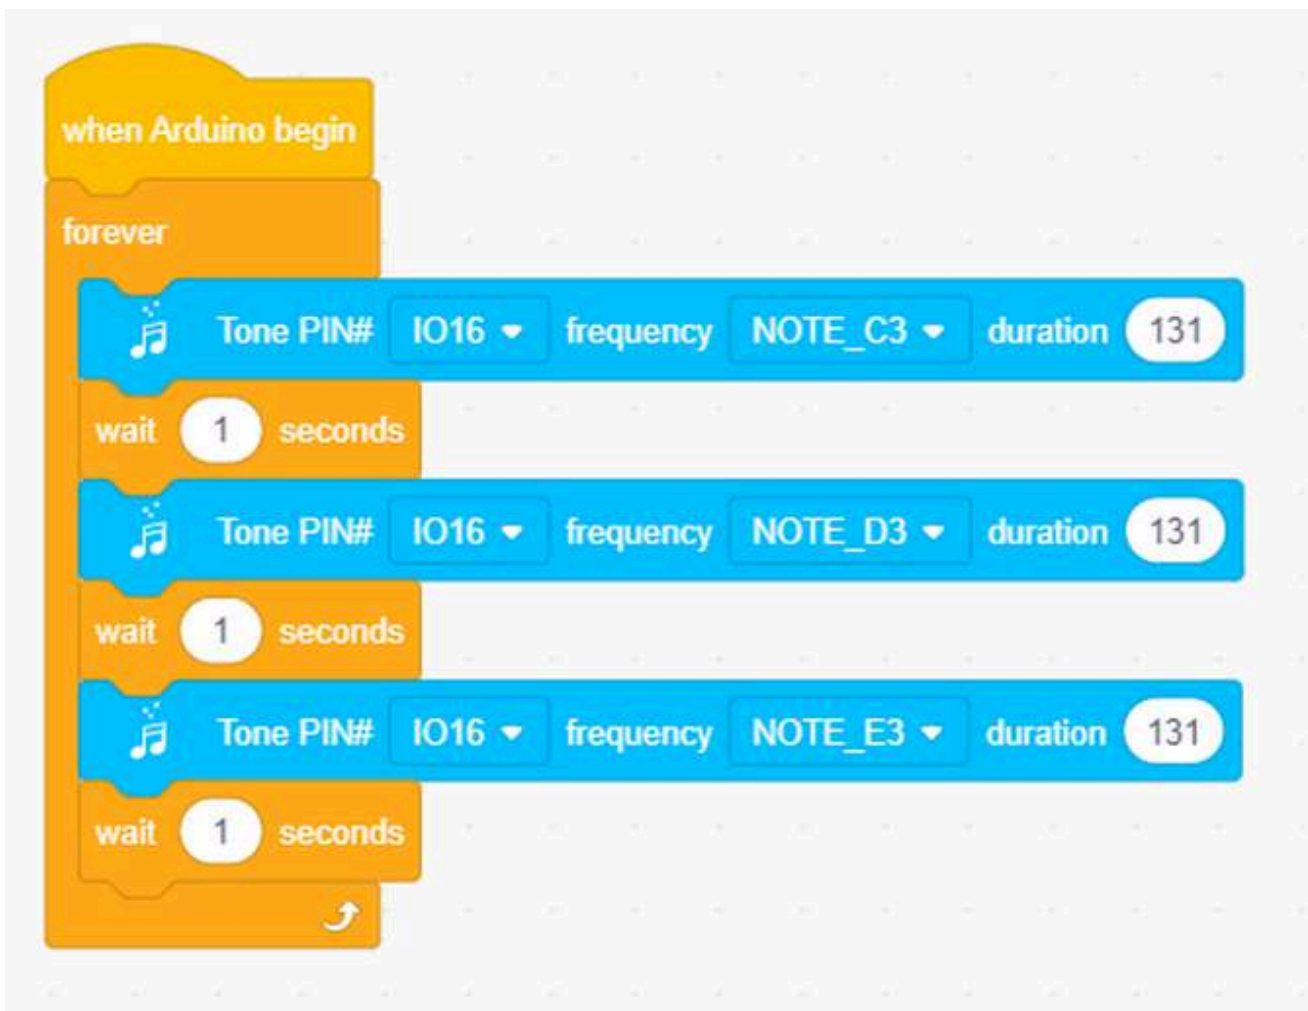 when Arduino begin
forever
Tone PIN# IO16 frequency NOTE_C3 duration 131
wait 1 seconds
Tone PIN# IO16 frequency NOTE_D3 duration 131
wait 1 seconds
Tone PIN# IO16 frequency NOTE_E3 duration 131
wait 1 seconds